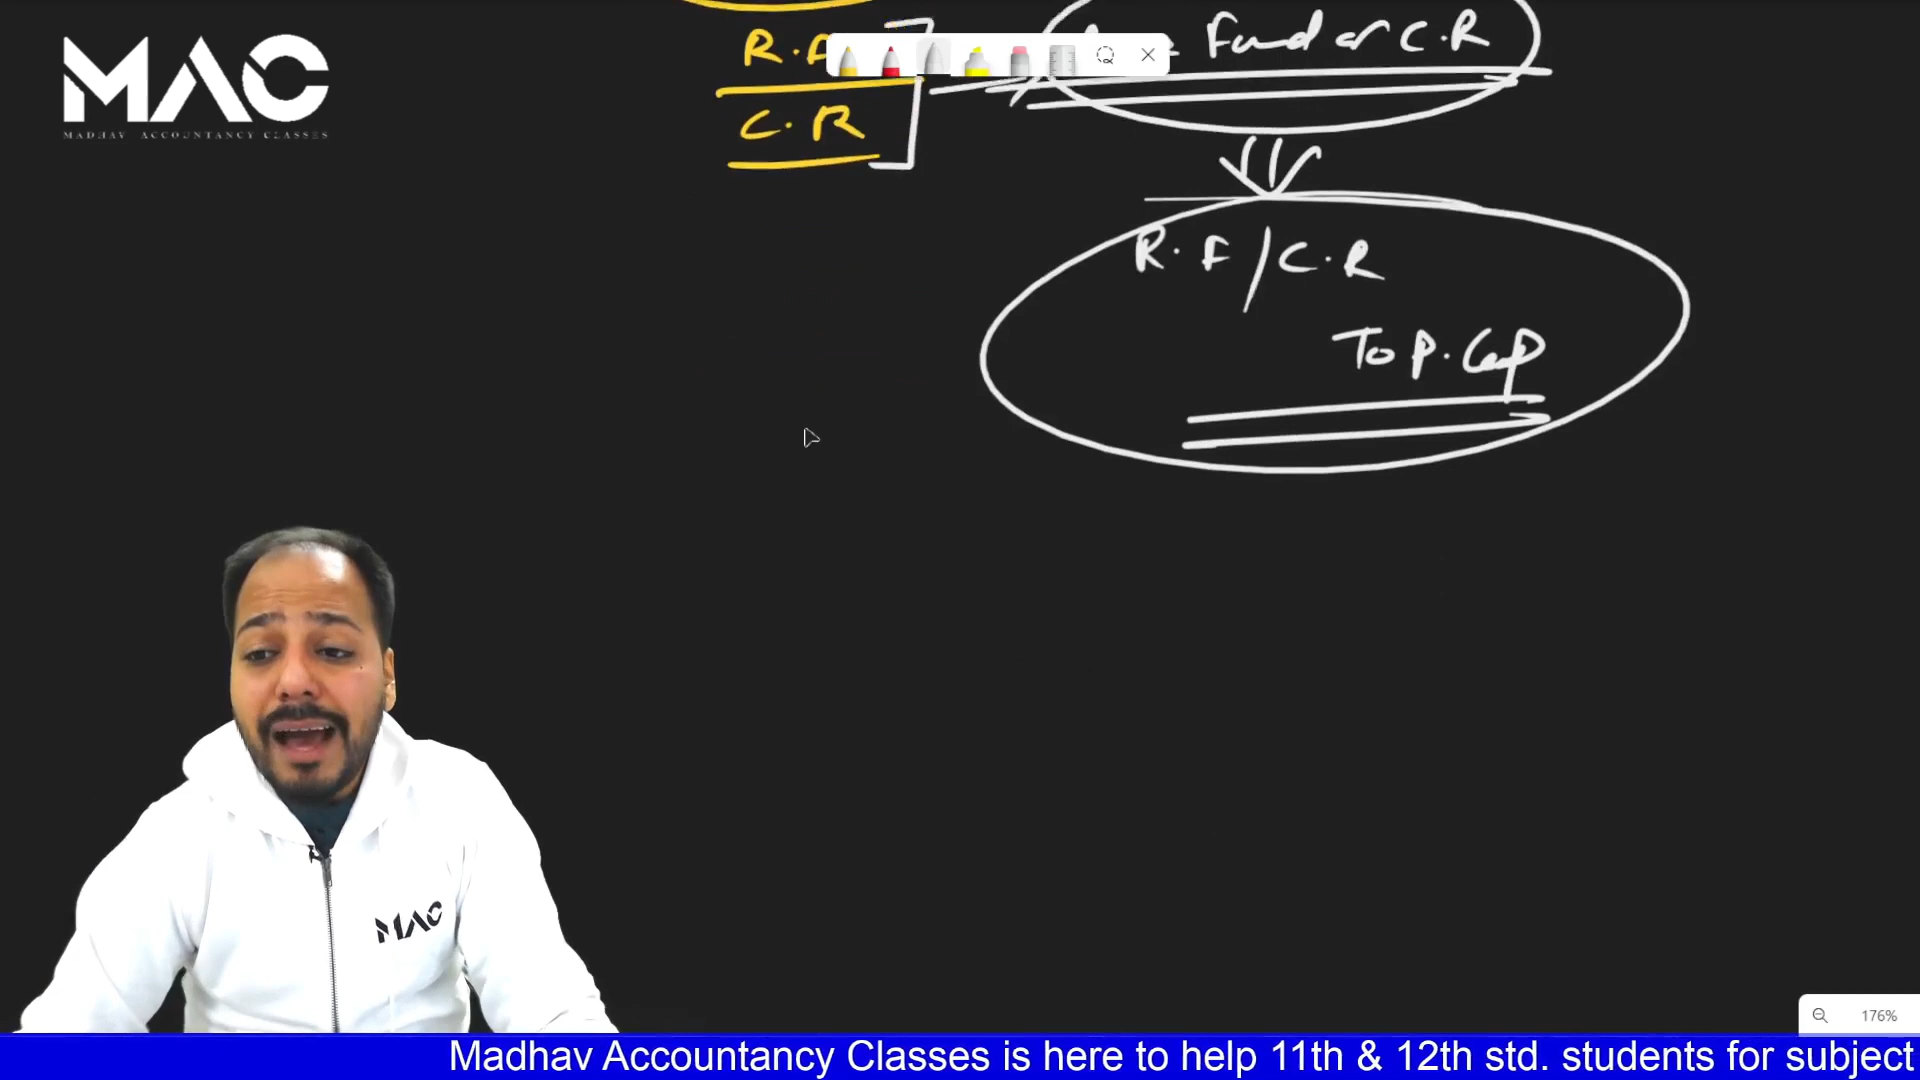 MAC
MADHAV ACCOUNTANCY CLASSES
R.F
C.R
Fund or C.R
R.F/C.R
To P. Cap
MAC
176%
Madhav Accountancy Classes is here to help 11th & 12th std. students for subject